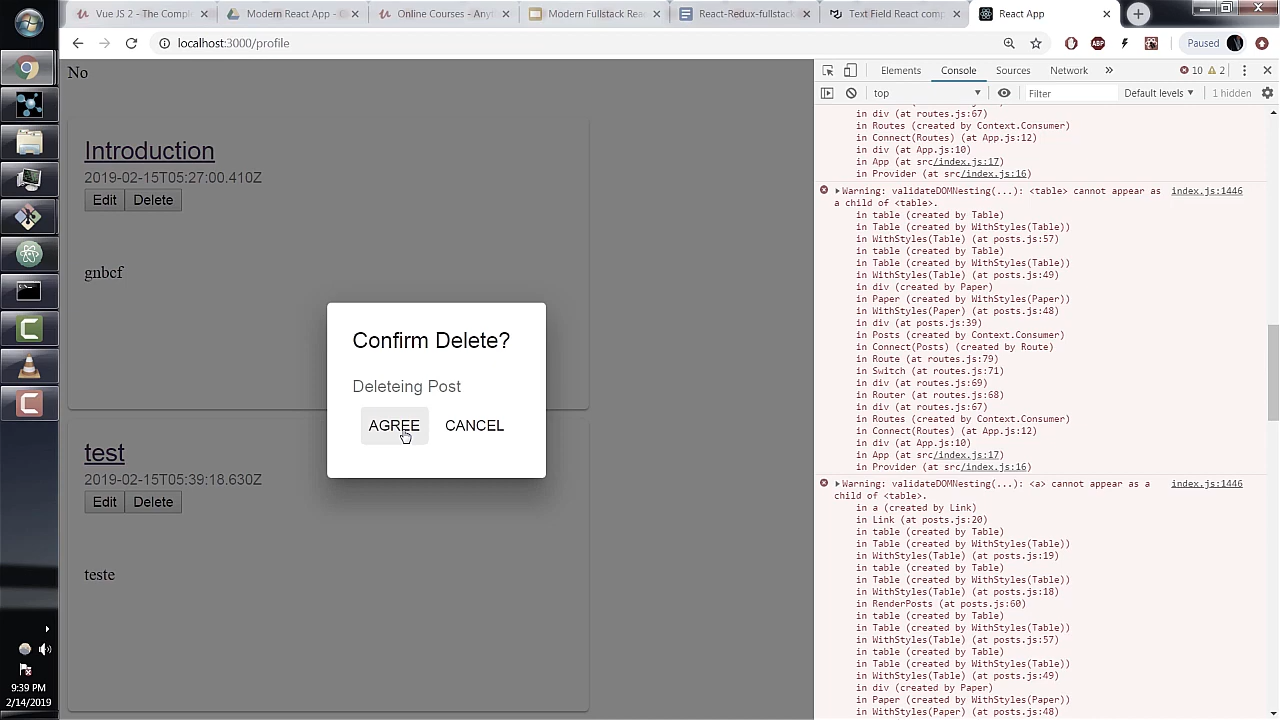 Vue JS 2 - The Comple
Modern React App -
Online Courses - Anyt
Modern Fullstack Rea
React-Redux-fullstack
Text Field React comp
React App
localhost:3000/profile
ABP
Paused
Elements
Console
Sources
Network
10
2
top
Filter
Default levels
1 hidden
No
Introduction
2019-02-15T05:27:00.410Z
Edit
Delete
gnbcf
Confirm Delete?
Deleteing Post
AGREE
CANCEL
test
2019-02-15T05:39:18.630Z
Edit
Delete
teste
in div (at routes.js:67)
in Routes (created by Context.Consumer)
in Connect(Routes) (at App.js:12)
in div (at App.js:10)
in App (at src/index.js:17)
in Provider (at src/index.js:16)
Warning: validateDOMNesting(...): <table> cannot appear as index.js:1446
a child of <table>.
in table (created by Table)
in Table (created by WithStyles(Table))
in WithStyles(Table) (at posts.js:57)
in table (created by Table)
in Table (created by WithStyles(Table))
in WithStyles(Table) (at posts.js:49)
in div (created by Paper)
in Paper (created by WithStyles(Paper))
in WithStyles(Paper) (at posts.js:48)
in div (at posts.js:39)
in Posts (created by Context.Consumer)
in Connect(Posts) (created by Route)
in Route (at routes.js:79)
in Switch (at routes.js:71)
in div (at routes.js:69)
in Router (at routes.js:68)
in div (at routes.js:67)
in Routes (created by Context.Consumer)
in Connect(Routes) (at App.js:12)
in div (at App.js:10)
in App (at src/index.js:17)
in Provider (at src/index.js:16)
Warning: validateDOMNesting(...): <a> cannot appear as a index.js:1446
child of <table>.
in a (created by Link)
in Link (at posts.js:20)
in table (created by Table)
in Table (created by WithStyles(Table))
in WithStyles(Table) (at posts.js:19)
in table (created by Table)
in Table (created by WithStyles(Table))
in WithStyles(Table) (at posts.js:18)
in RenderPosts (at posts.js:60)
in table (created by Table)
in Table (created by WithStyles(Table))
in WithStyles(Table) (at posts.js:57)
in table (created by Table)
in Table (created by WithStyles(Table))
in WithStyles(Table) (at posts.js:49)
in div (created by Paper)
in Paper (created by WithStyles(Paper))
in WithStyles(Paper) (at posts.js:48)
9:39 PM
2/14/2019